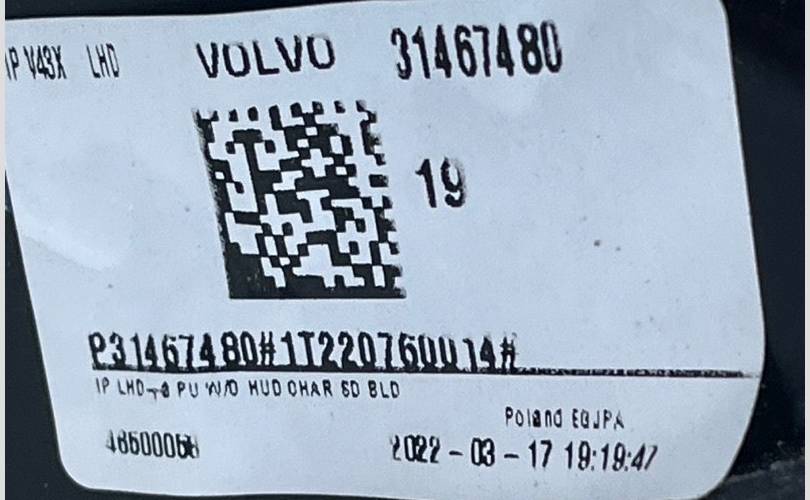 IP V43X LHD VOLVO 31467480
19
P31467480#1T220760014#
IP LHD PU W/O HUD CHAR SD BLD
Poland EGJPA
2022 - 03 - 17 19:19:47